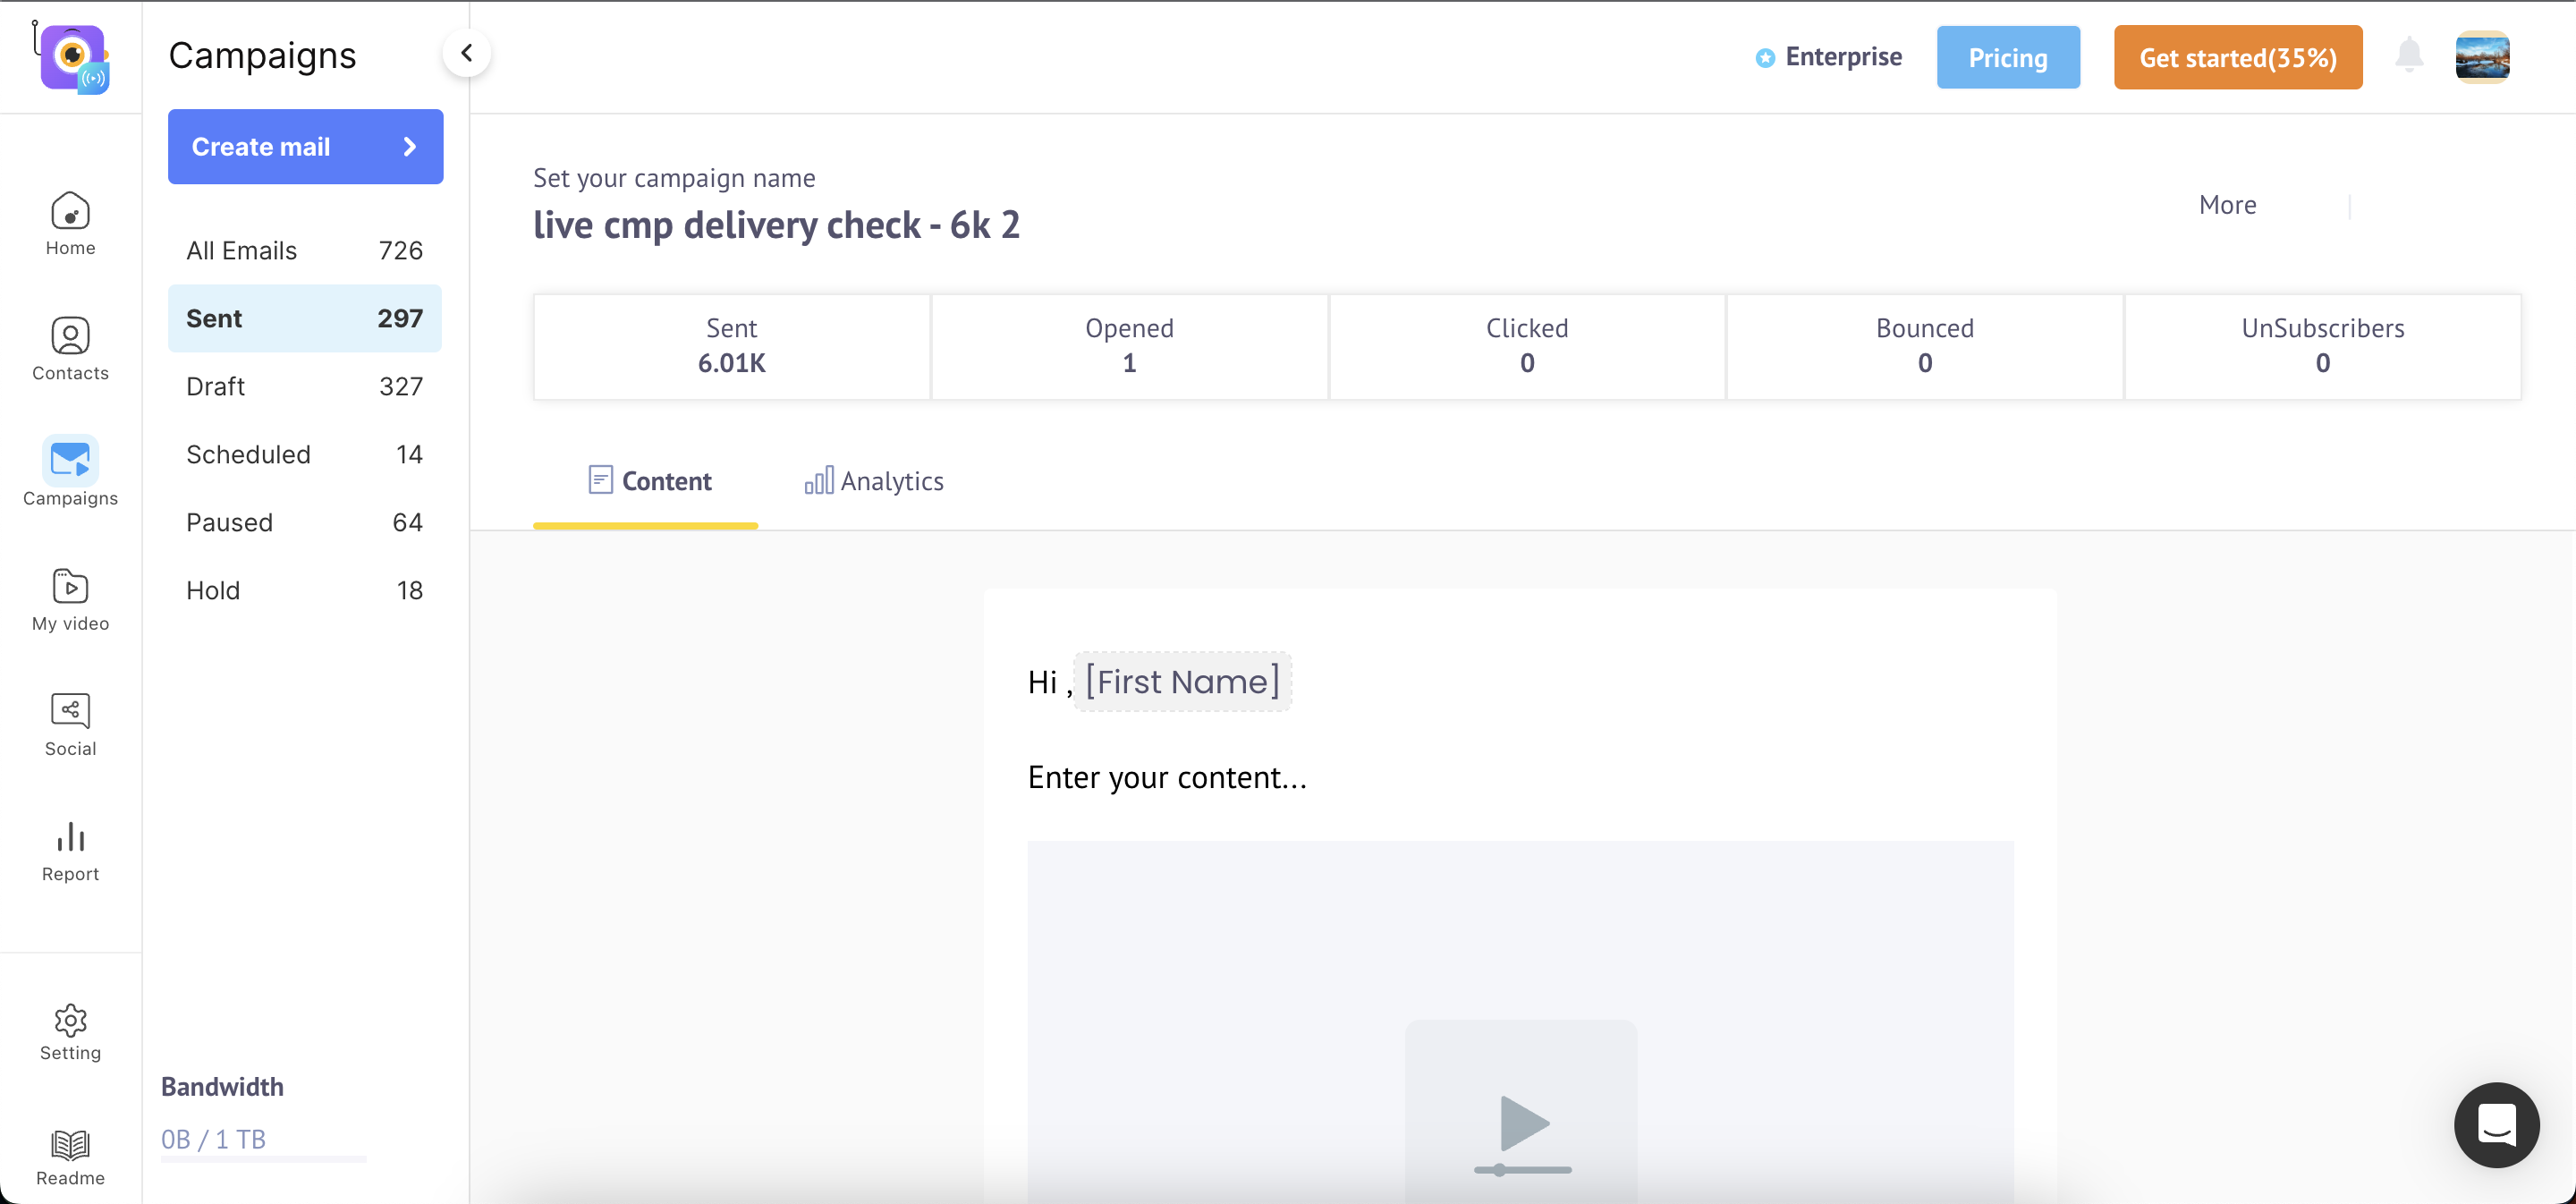 Campaigns
Create mail
All Emails 726
Sent 297
Draft 327
Scheduled 14
Paused 64
Hold 18
Bandwidth
0B / 1 TB
Home
Contacts
Campaigns
My video
Social
Report
Setting
Readme
Enterprise
Pricing
Get started(35%)
Set your campaign name
live cmp delivery check - 6k 2
More
Sent
6.01K
Opened
1
Clicked
0
Bounced
0
UnSubscribers
0
Content
Analytics
Hi , [First Name]
Enter your content...